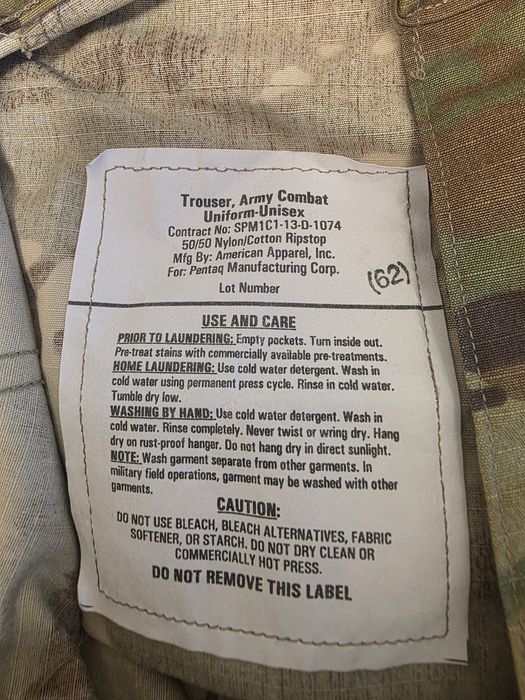 Trouser, Army Combat
Uniform-Unisex
Contract No: SPM1C1-13-D-1074
50/50 Nylon/Cotton Ripstop
Mfg By: American Apparel, Inc.
For: Pentaq Manufacturing Corp.
(62)
Lot Number
USE AND CARE
PRIOR TO LAUNDERING: Empty pockets. Turn inside out.
Pre-treat stains with commercially available pre-treatments.
HOME LAUNDERING: Use cold water detergent. Wash in
cold water using permanent press cycle. Rinse in cold water.
Tumble dry low.
WASHING BY HAND: Use cold water detergent. Wash in
cold water. Rinse completely. Never twist or wring dry. Hang
dry on rust-proof hanger. Do not hang dry in direct sunlight.
NOTE: Wash garment separate from other garments. In
military field operations, garment may be washed with other
garments.
CAUTION:
DO NOT USE BLEACH, BLEACH ALTERNATIVES, FABRIC
SOFTENER, OR STARCH. DO NOT DRY CLEAN OR
COMMERCIALLY HOT PRESS.
DO NOT REMOVE THIS LABEL